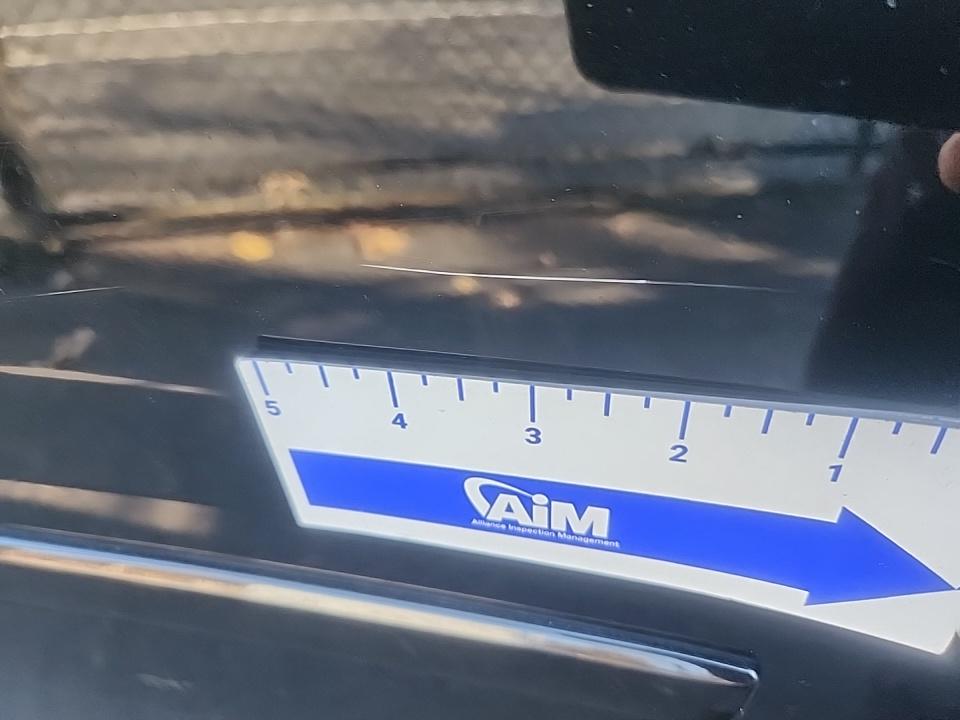 5 4 3 2 1
AiM
Alliance Inspection Management